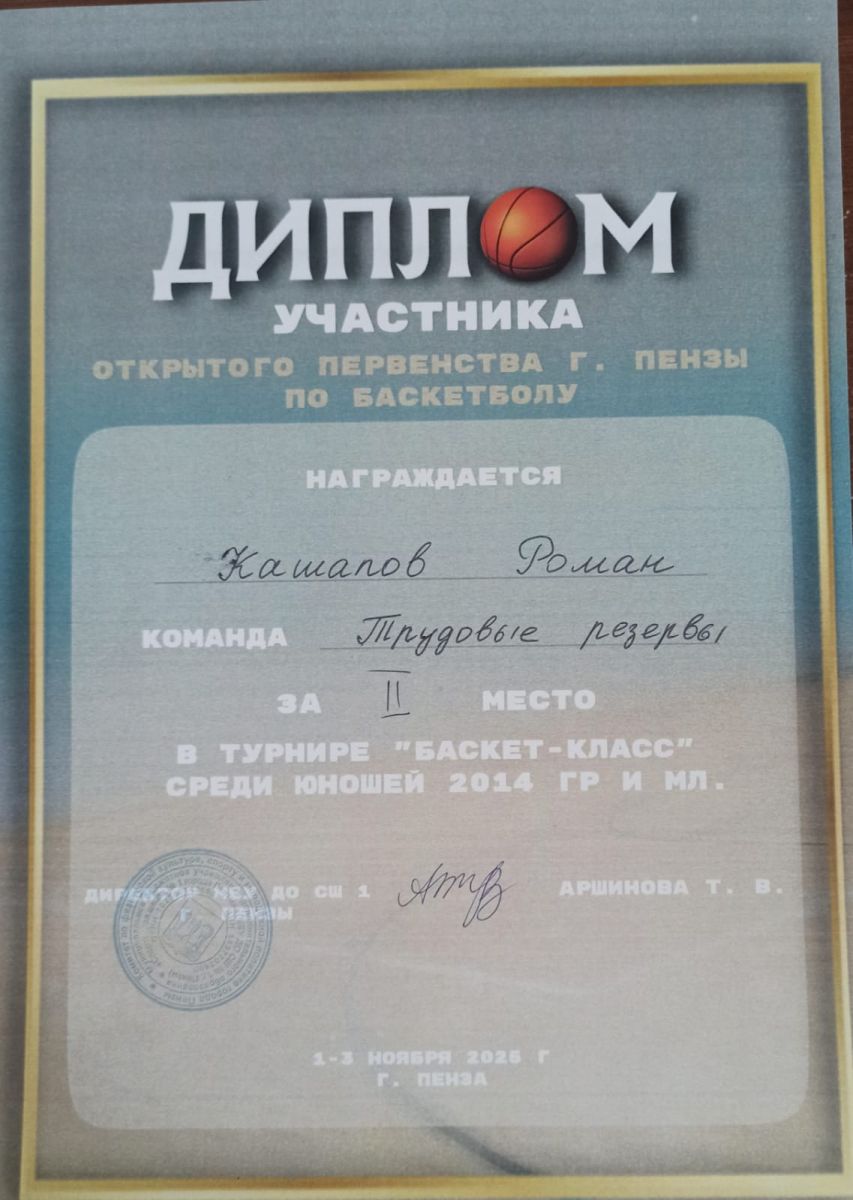 ДИПЛОМ
УЧАСТНИКА
ОТКРЫТОГО ПЕРВЕНСТВА Г. ПЕНЗЫ
ПО БАСКЕТБОЛУ
НАГРАЖДАЕТСЯ
Кашапов Роман
КОМАНДА Трудовые резервы
ЗА II МЕСТО
В ТУРНИРЕ "БАСКЕТ-КЛАСС"
СРЕДИ ЮНОШЕЙ 2014 ГР И МЛ.
ДИРЕКТОР МБУ ДО СШ 1 АРШИНОВА Т. В.
Г. ПЕНЗЫ
1-3 НОЯБРЯ 2025 Г
Г. ПЕНЗА